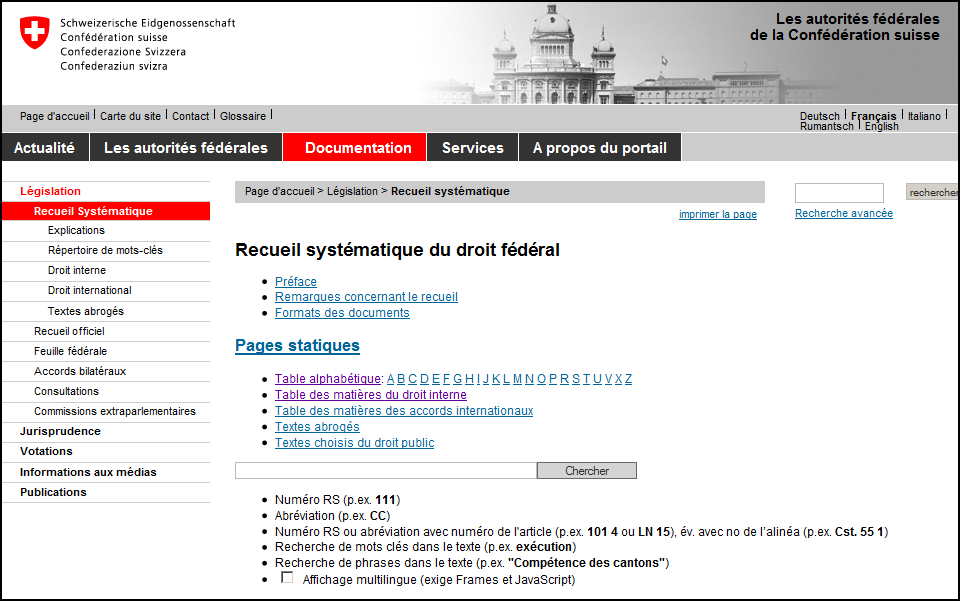 Schweizerische Eidgenossenschaft
Confédération suisse
Confederazione Svizzera
Confederaziun svizra
Les autorités fédérales
de la Confédération suisse
Page d'accueil | Carte du site | Contact | Glossaire |
Deutsch | Français | Italiano |
Rumantsch | English
Actualité Les autorités fédérales Documentation Services A propos du portail
Législation
Recueil Systématique
Explications
Répertoire de mots-clés
Droit interne
Droit international
Textes abrogés
Recueil officiel
Feuille fédérale
Accords bilatéraux
Consultations
Commissions extraparlementaires
Jurisprudence
Votations
Informations aux médias
Publications
Page d'accueil > Législation > Recueil systématique
imprimer la page
rechercher
Recherche avancée
Recueil systématique du droit fédéral
• Préface
• Remarques concernant le recueil
• Formats des documents
Pages statiques
• Table alphabétique: A B C D E F G H I J K L M N O P R S T U V X Z
• Table des matières du droit interne
• Table des matières des accords internationaux
• Textes abrogés
• Textes choisis du droit public
Chercher
• Numéro RS (p.ex. 111)
• Abréviation (p.ex. CC)
• Numéro RS ou abréviation avec numéro de l'article (p.ex. 101 4 ou LN 15), év. avec no de l'alinéa (p.ex. Cst. 55 1)
• Recherche de mots clés dans le texte (p.ex. exécution)
• Recherche de phrases dans le texte (p.ex. "Compétence des cantons")
• Affichage multilingue (exige Frames et JavaScript)